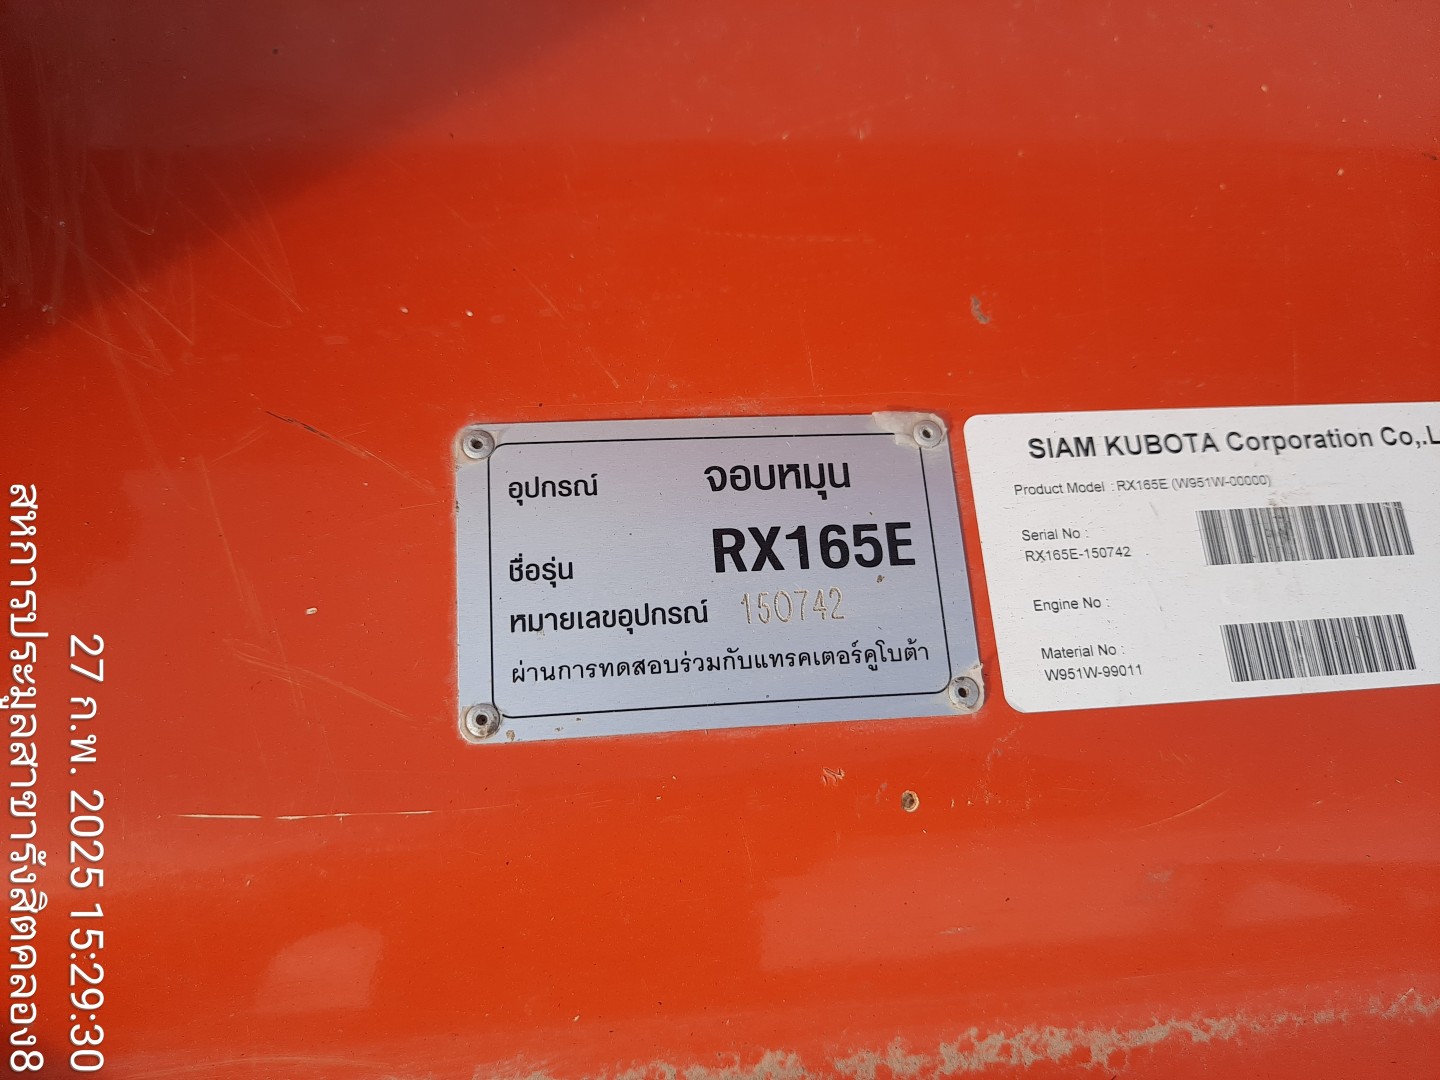 อุปกรณ์ จอบหมุน
ชื่อรุ่น RX165E
หมายเลขอุปกรณ์ 150742
ผ่านการทดสอบร่วมกับแทรคเตอร์คูโบต้า
SIAM KUBOTA Corporation Co,.L
Product Model : RX165E (W951W-00000)
Serial No :
RX165E-150742
Engine No :
Material No :
W951W-99011
27 ก.พ. 2025 15:29:30
สหการประมูลสาขารังสิตคลอง8